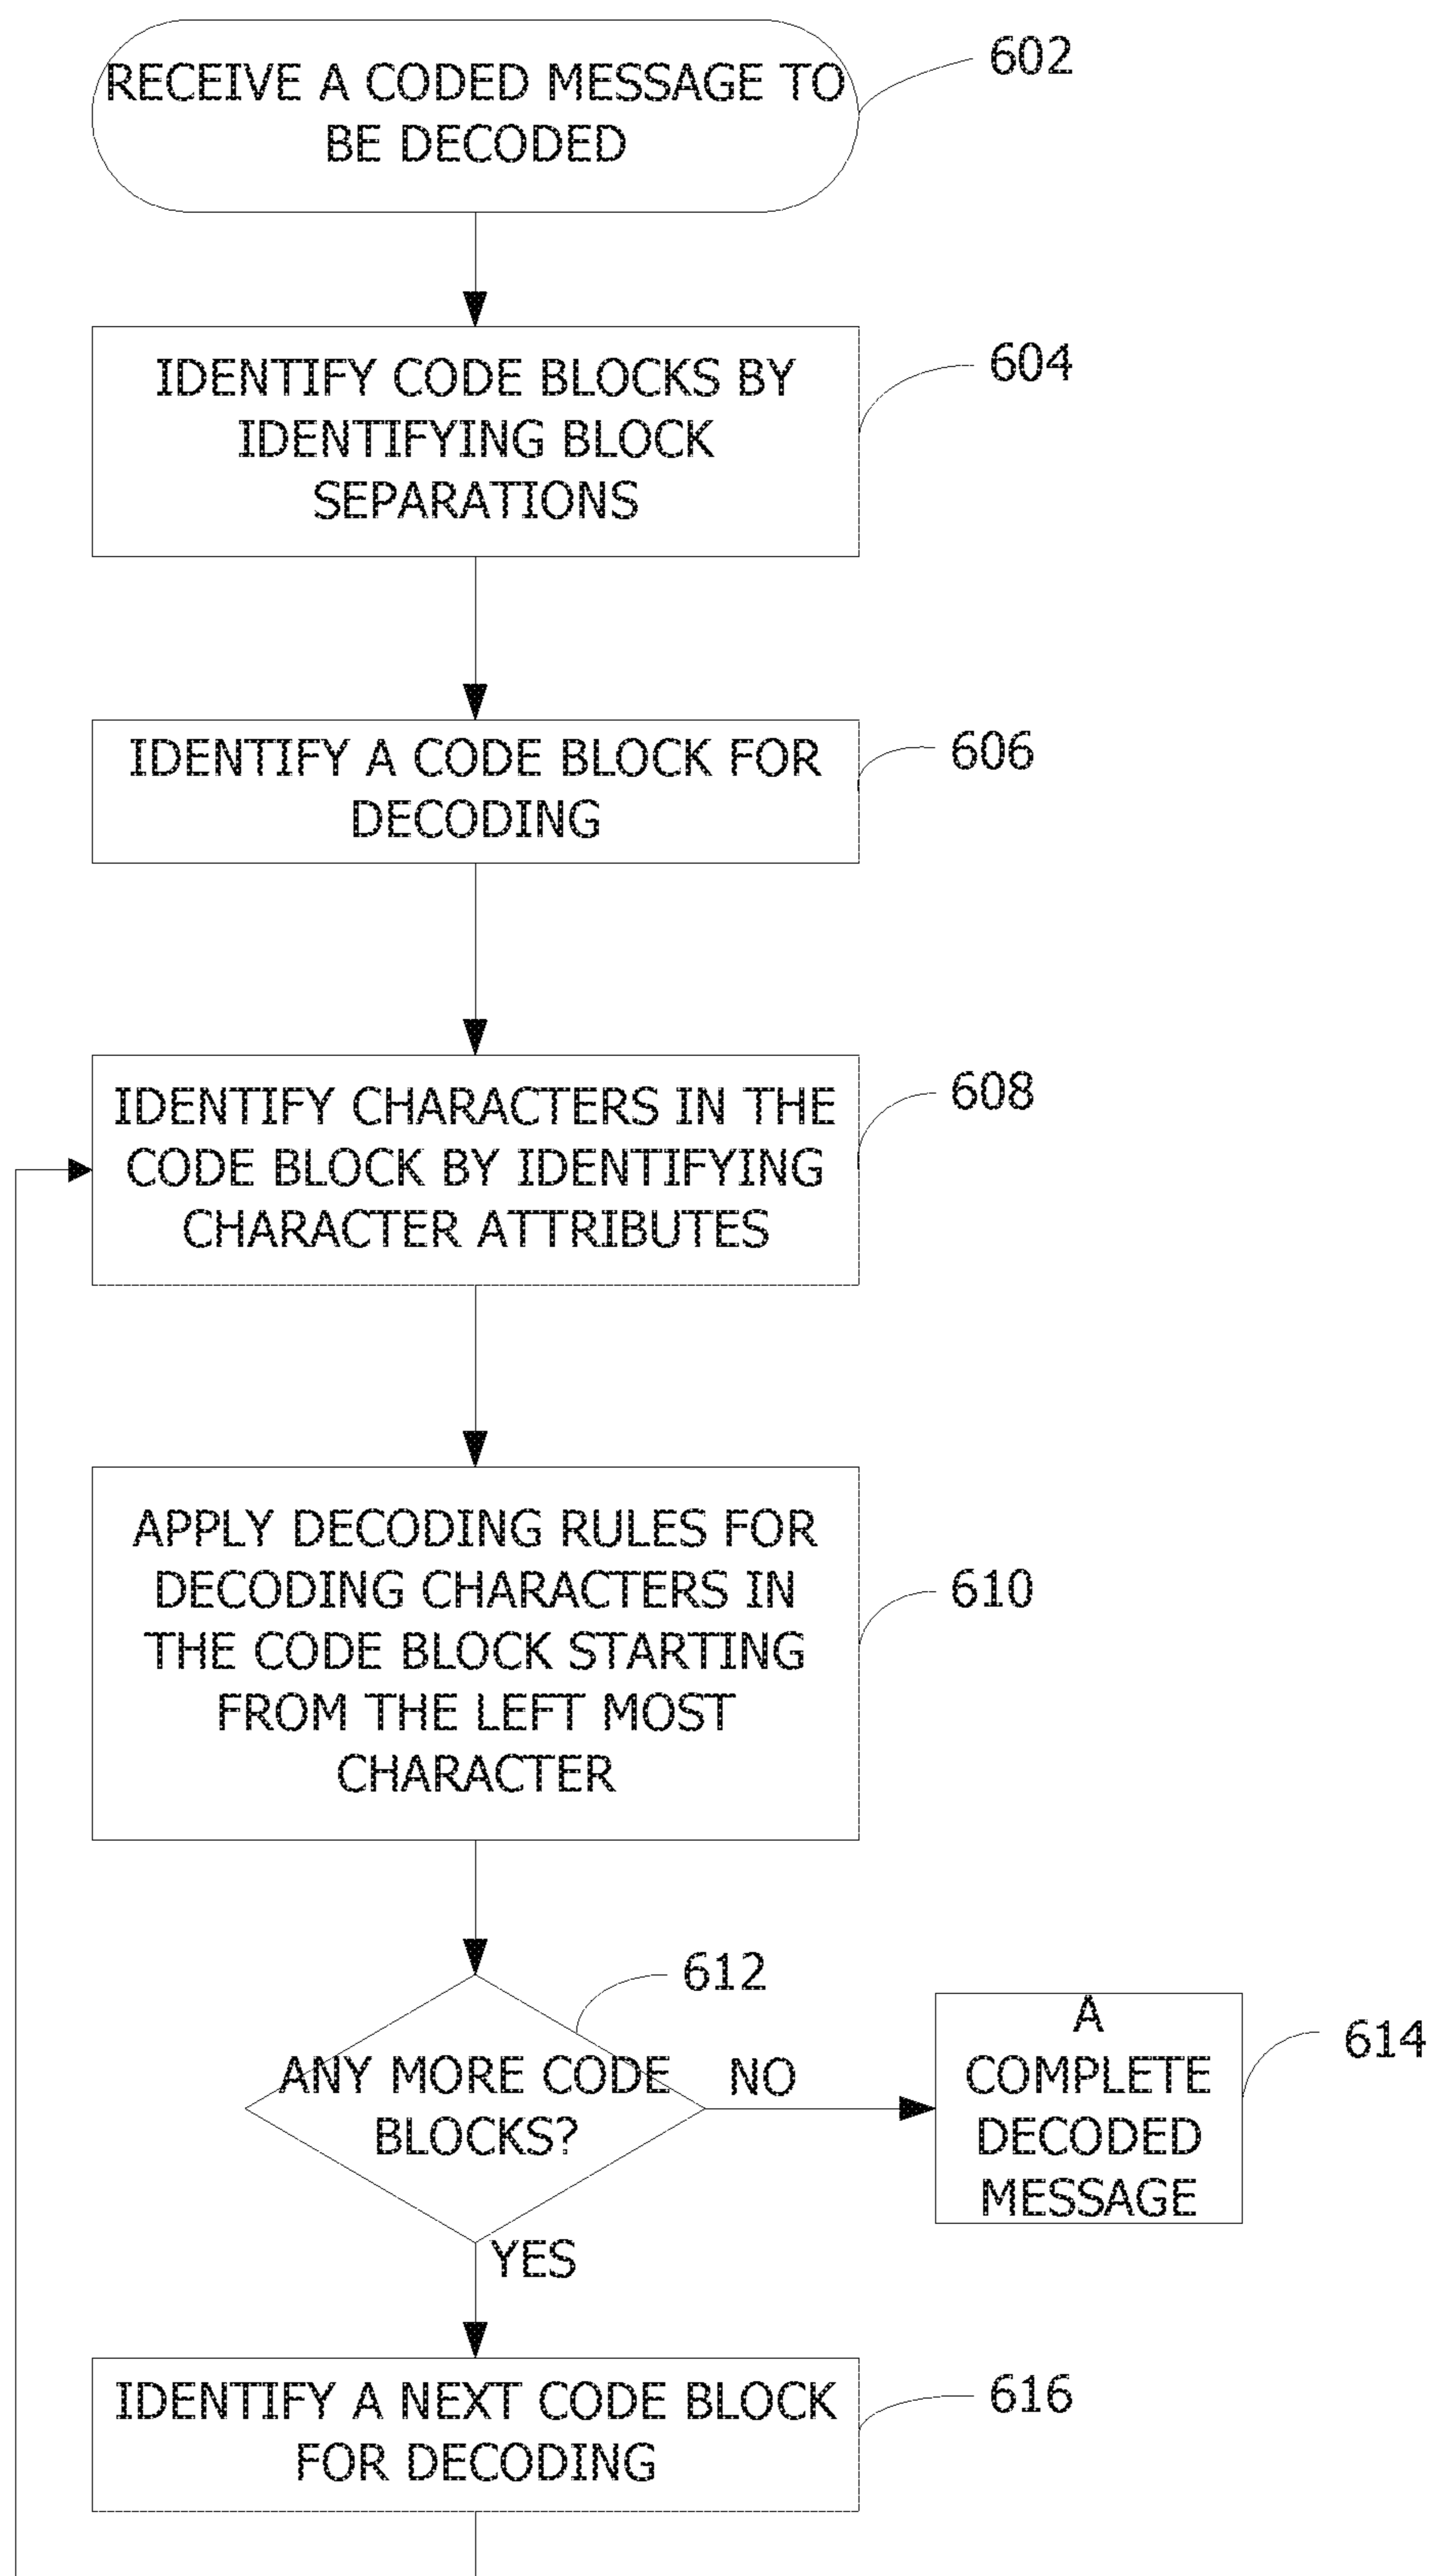 RECEIVE A CODED MESSAGE TO
BE DECODED
602
IDENTIFY CODE BLOCKS BY
IDENTIFYING BLOCK
SEPARATIONS
604
IDENTIFY A CODE BLOCK FOR
DECODING
606
IDENTIFY CHARACTERS IN THE
CODE BLOCK BY IDENTIFYING
CHARACTER ATTRIBUTES
608
APPLY DECODING RULES FOR
DECODING CHARACTERS IN
THE CODE BLOCK STARTING
FROM THE LEFT MOST
CHARACTER
610
ANY MORE CODE
BLOCKS?
612
NO
A
COMPLETE
DECODED
MESSAGE
614
YES
IDENTIFY A NEXT CODE BLOCK
FOR DECODING
616